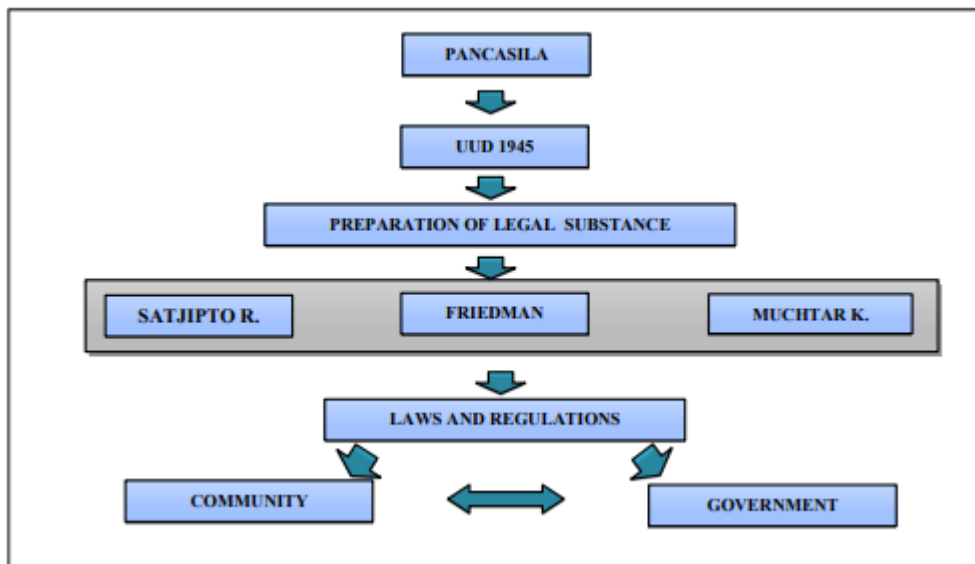 PANCASILA
UUD 1945
PREPARATION OF LEGAL SUBSTANCE
SATJIPTO R.
FRIEDMAN
MUCHTAR K.
LAWS AND REGULATIONS
COMMUNITY
GOVERNMENT